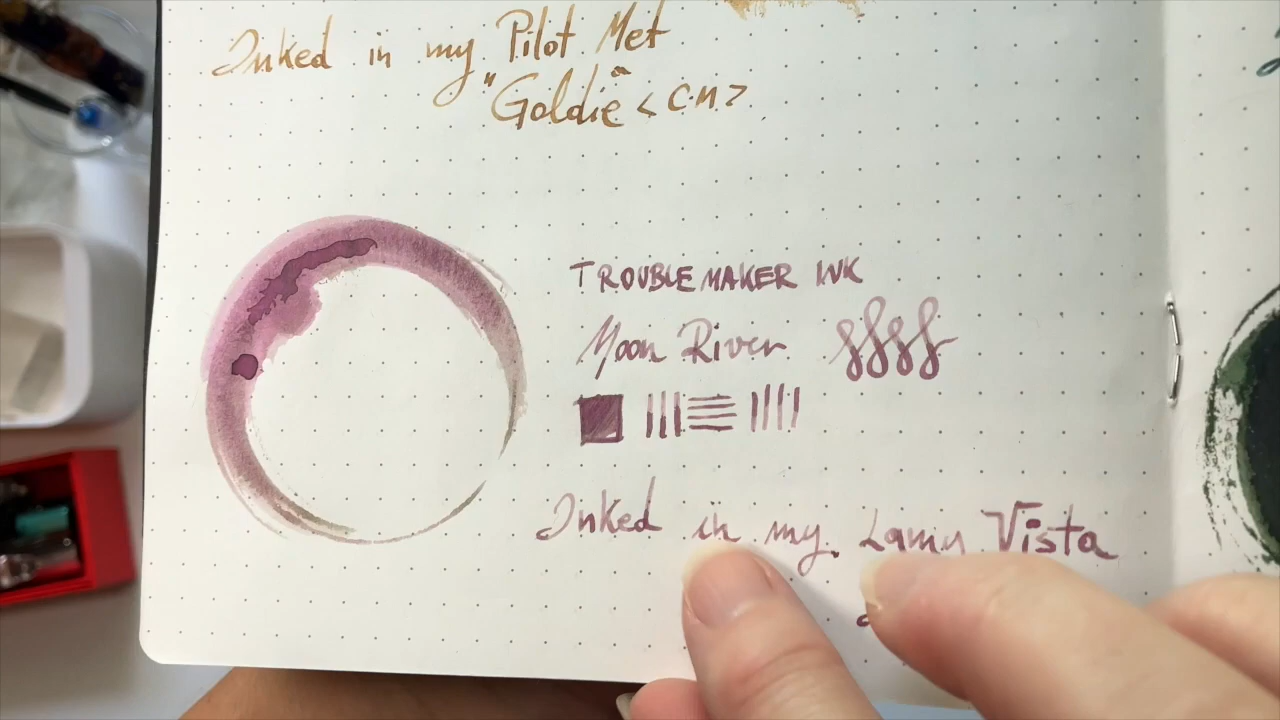 Inked in my Pilot Met
"Goldie" <CM>
TROUBLEMAKER INK
Moon River
Inked in my Lamy Vista